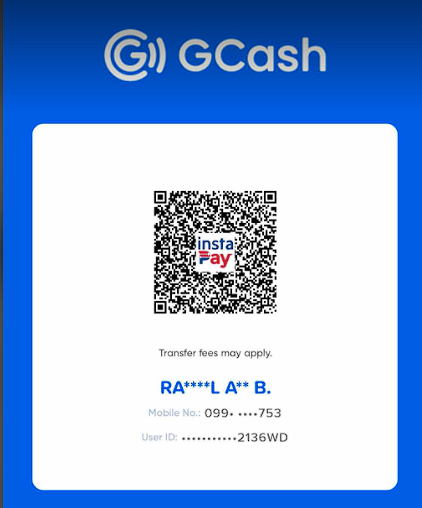 GCash
insta
Pay
Transfer fees may apply.
RA****L A** B.
Mobile No.: 099• ••••753
User ID: •••••••••••2136WD